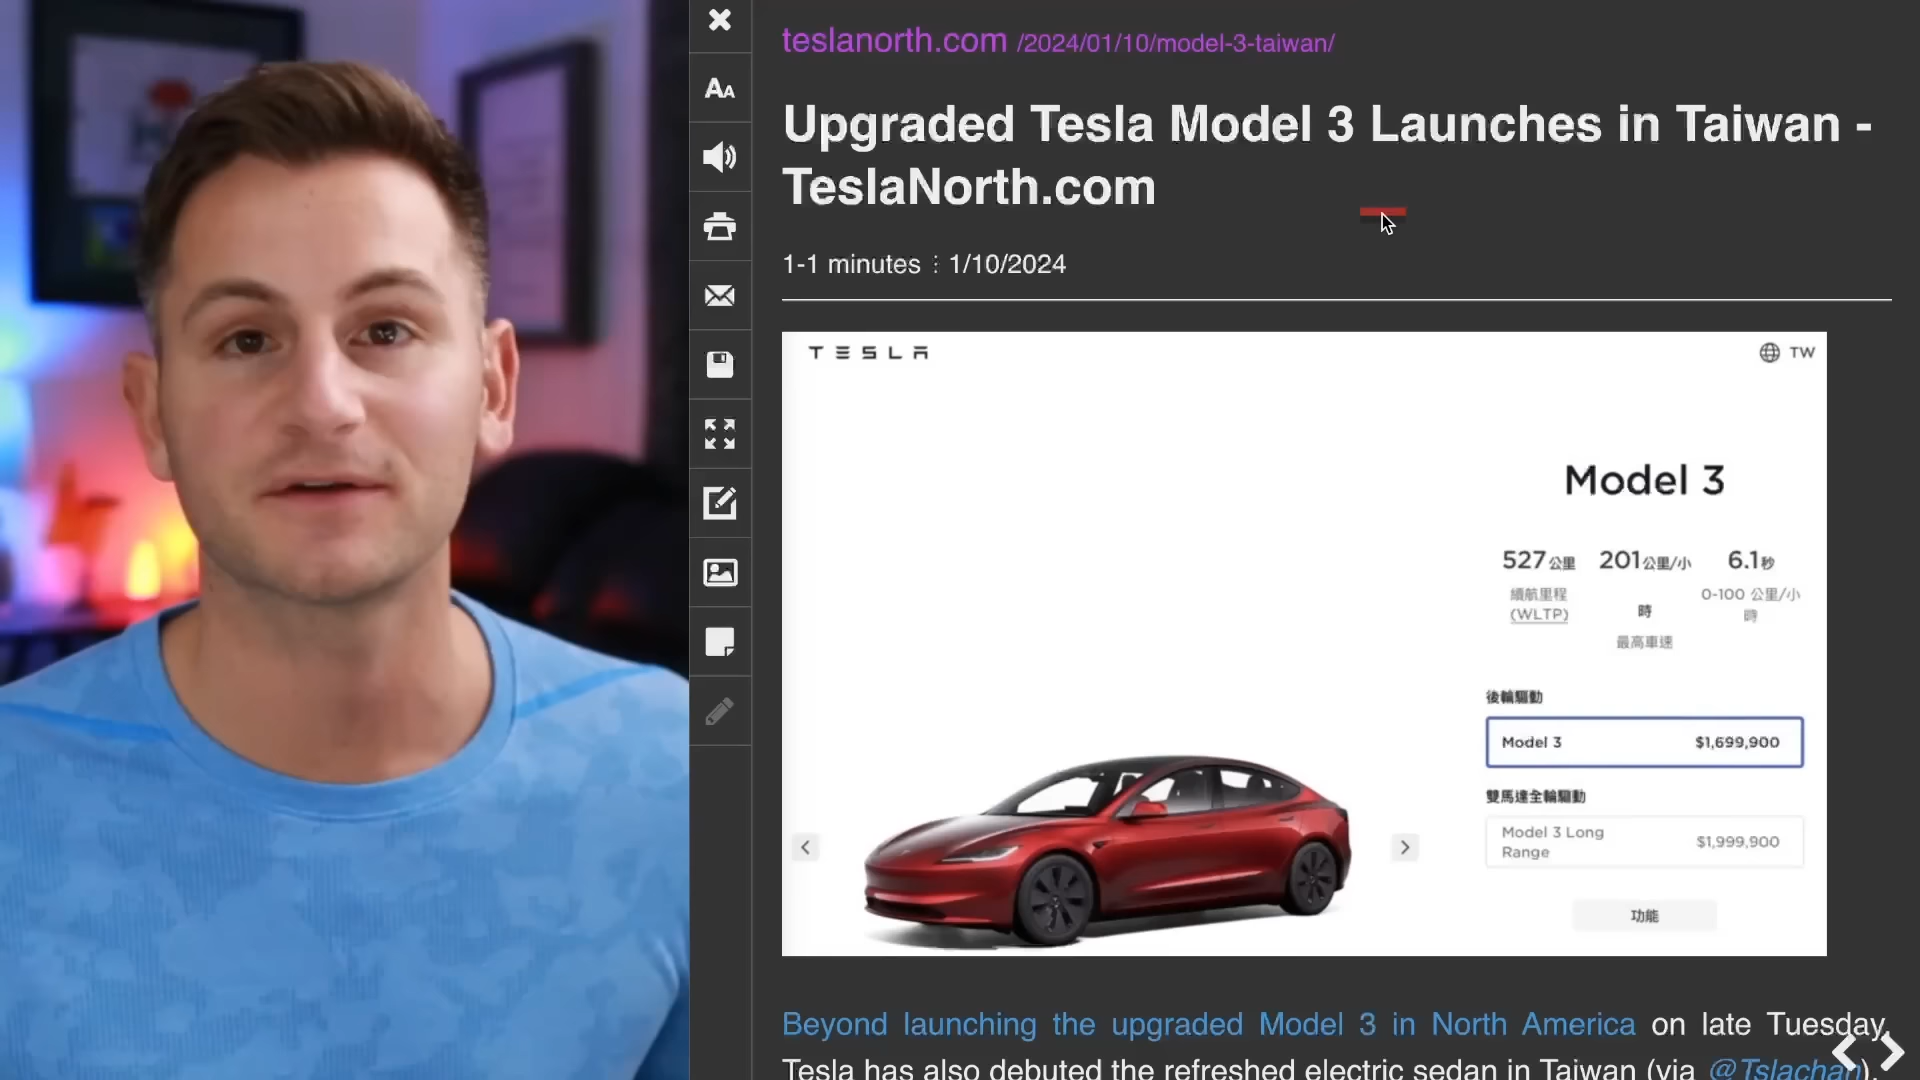 teslanorth.com /2024/01/10/model-3-taiwan/
Upgraded Tesla Model 3 Launches in Taiwan -
TeslaNorth.com
1-1 minutes ⋮ 1/10/2024
TESLA
TW
Model 3
527公里 201公里/小 6.1秒
續航里程 時 0-100 公里/小
(WLTP) 最高車速 時
後輪驅動
Model 3 $1,699,900
雙馬達全輪驅動
Model 3 Long
Range $1,999,900
功能
Beyond launching the upgraded Model 3 in North America on late Tuesday,
Tesla has also debuted the refreshed electric sedan in Taiwan (via @Tslachan).